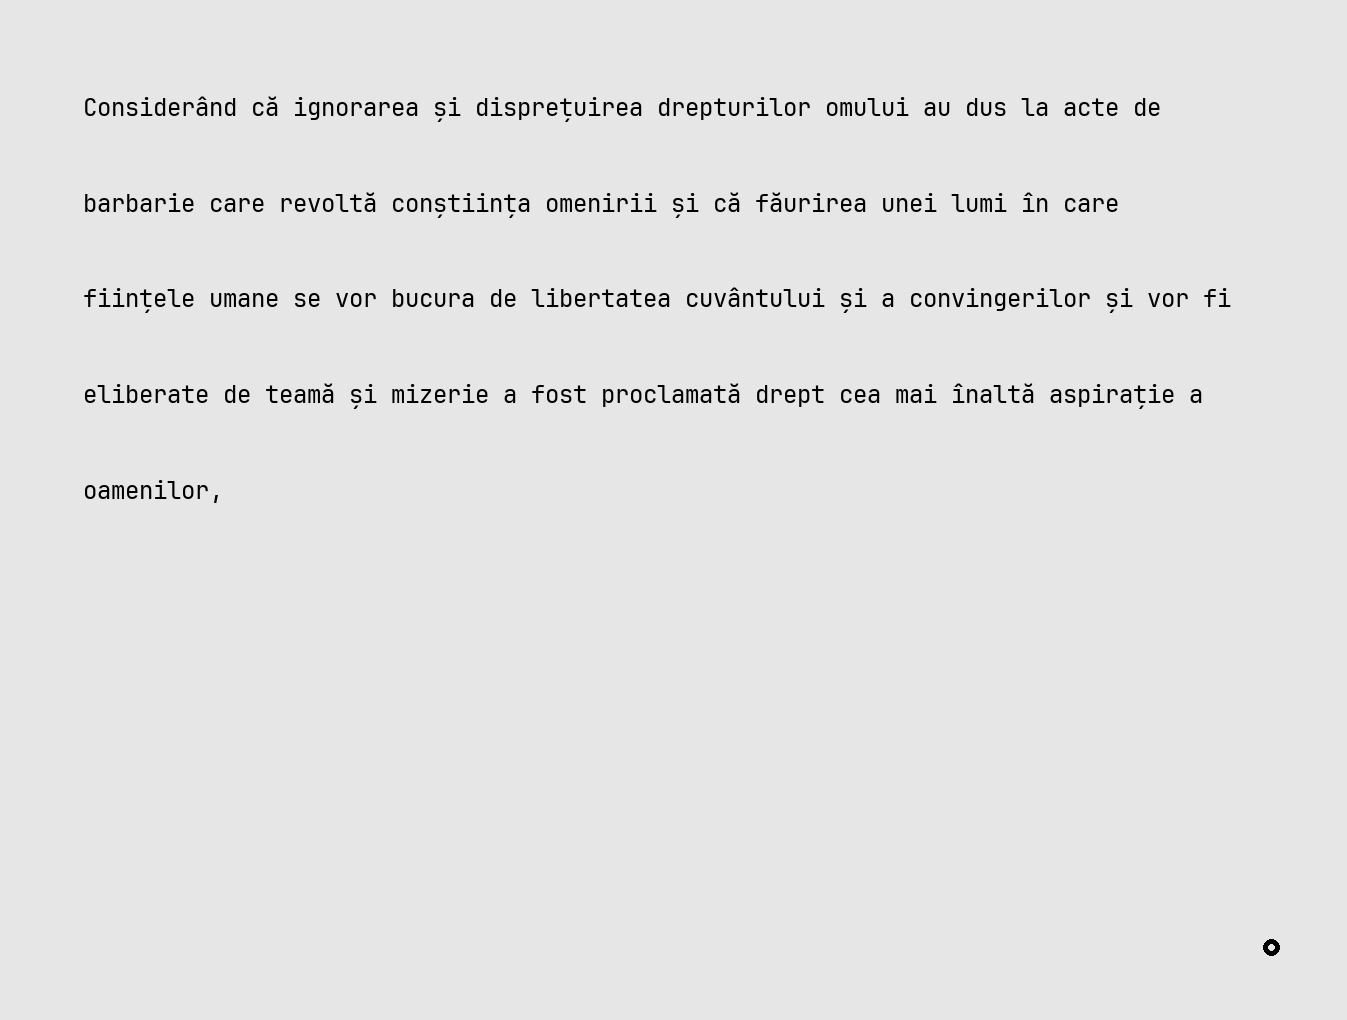 Considerând că ignorarea și disprețuirea drepturilor omului au dus la acte de
barbarie care revoltă conștiința omenirii și că făurirea unei lumi în care
ființele umane se vor bucura de libertatea cuvântului și a convingerilor și vor fi
eliberate de teamă și mizerie a fost proclamată drept cea mai înaltă aspirație a
oamenilor,